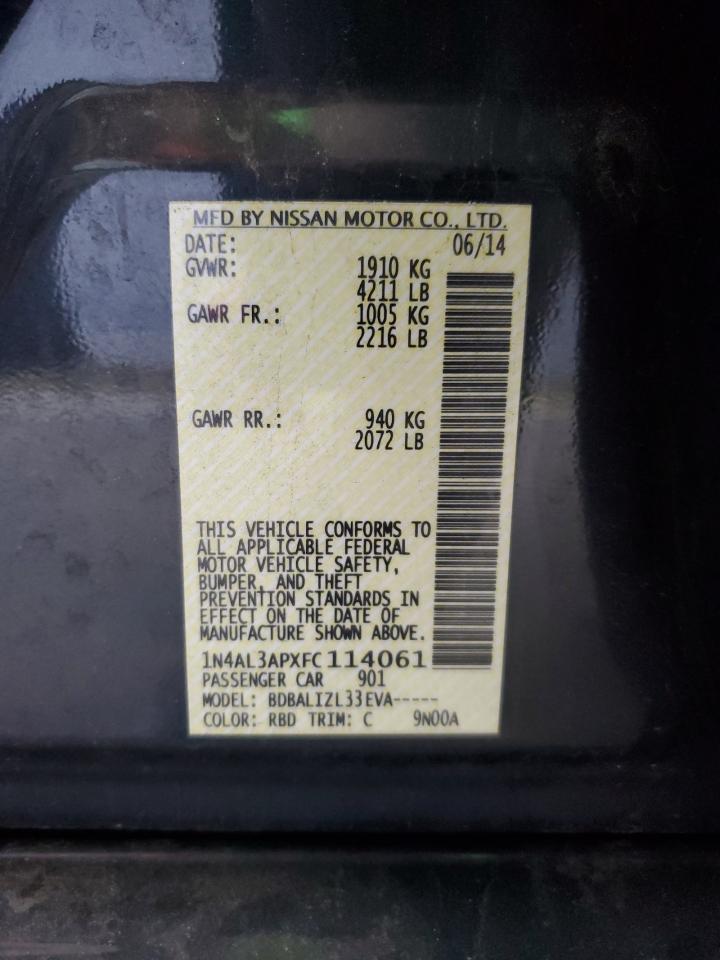 MFD BY NISSAN MOTOR CO., LTD.
DATE: 06/14
GVWR: 1910 KG
4211 LB
GAWR FR.: 1005 KG
2216 LB
GAWR RR.: 940 KG
2072 LB
THIS VEHICLE CONFORMS TO
ALL APPLICABLE FEDERAL
MOTOR VEHICLE SAFETY,
BUMPER, AND THEFT
PREVENTION STANDARDS IN
EFFECT ON THE DATE OF
MANUFACTURE SHOWN ABOVE.
1N4AL3APXFC114061
PASSENGER CAR 901
MODEL: BDBALIZL33EVA-----
COLOR: RBD TRIM: C 9N00A